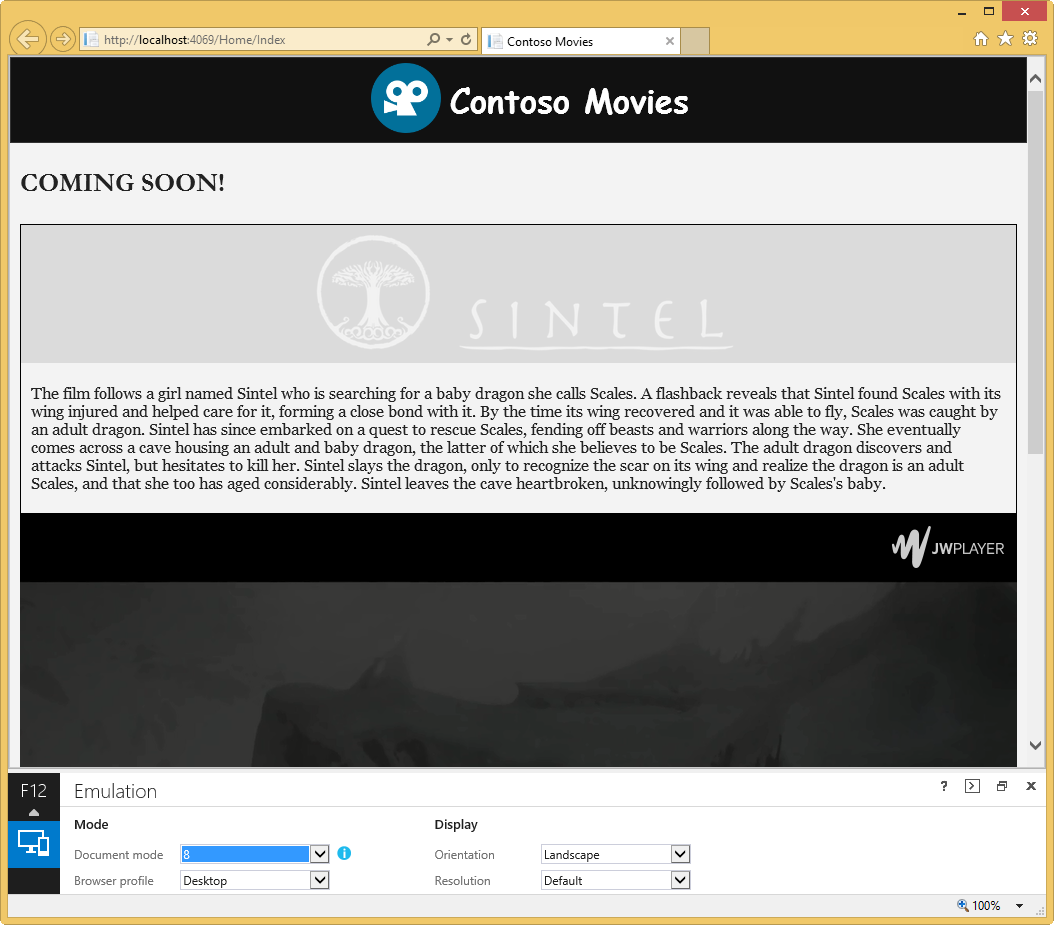 http://localhost:4069/Home/Index
Contoso Movies
Contoso Movies
COMING SOON!
SINTEL
The film follows a girl named Sintel who is searching for a baby dragon she calls Scales. A flashback reveals that Sintel found Scales with its
wing injured and helped care for it, forming a close bond with it. By the time its wing recovered and it was able to fly, Scales was caught by
an adult dragon. Sintel has since embarked on a quest to rescue Scales, fending off beasts and warriors along the way. She eventually
comes across a cave housing an adult and baby dragon, the latter of which she believes to be Scales. The adult dragon discovers and
attacks Sintel, but hesitates to kill her. Sintel slays the dragon, only to recognize the scar on its wing and realize the dragon is an adult
Scales, and that she too has aged considerably. Sintel leaves the cave heartbroken, unknowingly followed by Scales's baby.
JWPLAYER
F12
Emulation
?
Mode
Display
Document mode
8
Orientation
Landscape
Browser profile
Desktop
Resolution
Default
100%